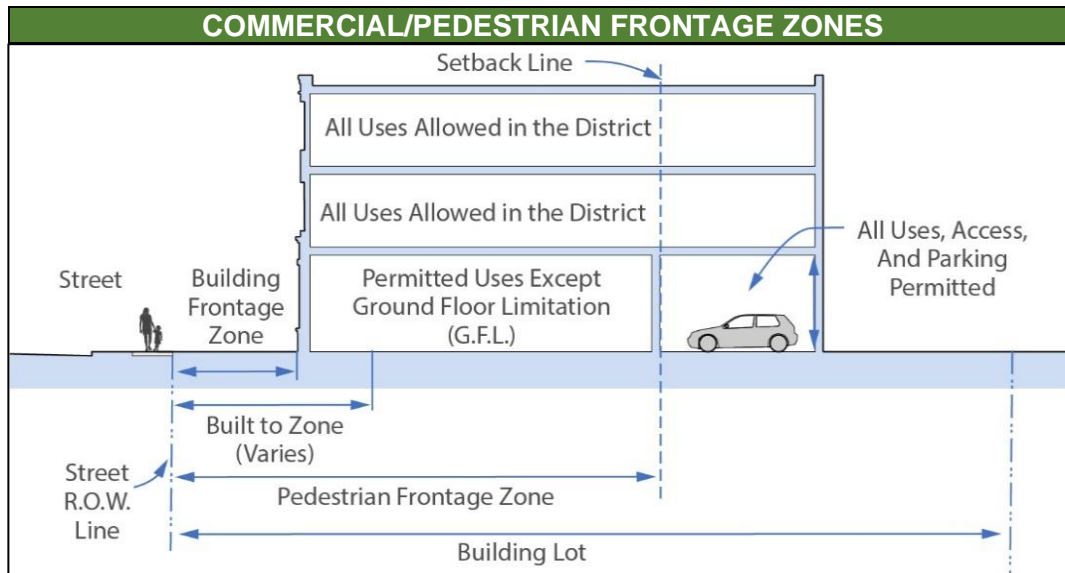 COMMERCIAL/PEDESTRIAN FRONTAGE ZONES
Setback Line
All Uses Allowed in the District
All Uses Allowed in the District
Street
Building
Frontage
Zone
Permitted Uses Except
Ground Floor Limitation
(G.F.L.)
All Uses, Access,
And Parking
Permitted
Built to Zone
(Varies)
Street
R.O.W.
Line
Pedestrian Frontage Zone
Building Lot